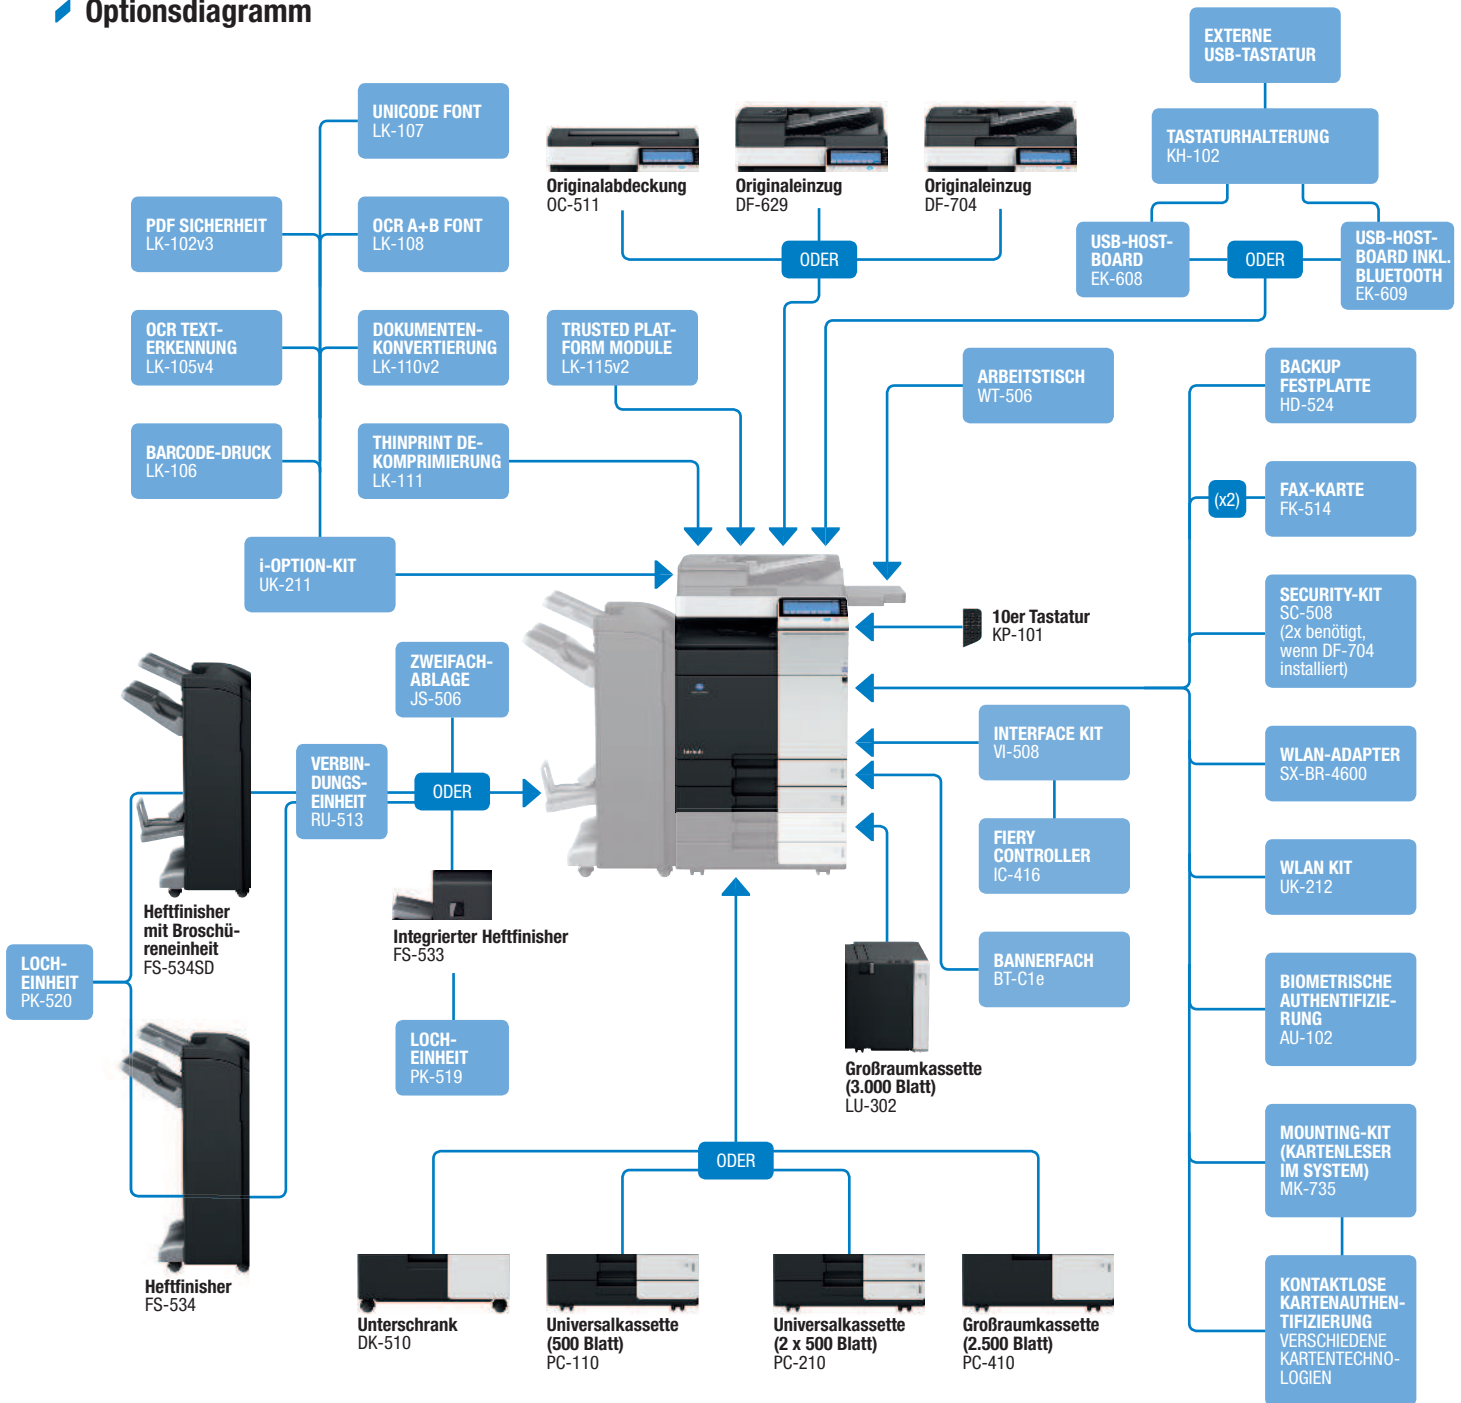 Optionsdiagramm
EXTERNE
USB-TASTATUR
UNICODE FONT
LK-107
TASTATURHALTERUNG
KH-102
Originalabdeckung
OC-511
Originaleinzug
DF-629
Originaleinzug
DF-704
PDF SICHERHEIT
LK-102v3
OCR A+B FONT
LK-108
ODER
USB-HOST-
BOARD
EK-608
ODER
USB-HOST-
BOARD INKL.
BLUETOOTH
EK-609
OCR TEXT-
ERKENNUNG
LK-105v4
DOKUMENTEN-
KONVERTIERUNG
LK-110v2
TRUSTED PLAT-
FORM MODULE
LK-115v2
ARBEITSTISCH
WT-506
BACKUP
FESTPLATTE
HD-524
BARCODE-DRUCK
LK-106
THINPRINT DE-
KOMPRIMIERUNG
LK-111
(x2)
FAX-KARTE
FK-514
i-OPTION-KIT
UK-211
SECURITY-KIT
SC-508
(2x benötigt,
wenn DF-704
installiert)
10er Tastatur
KP-101
ZWEIFACH-
ABLAGE
JS-506
INTERFACE KIT
VI-508
WLAN-ADAPTER
SX-BR-4600
VERBIN-
DUNGS-
EINHEIT
RU-513
ODER
FIERY
CONTROLLER
IC-416
WLAN KIT
UK-212
Heftfinisher
mit Broschü-
reneinheit
FS-534SD
Integrierter Heftfinisher
FS-533
LOCH-
EINHEIT
PK-520
BANNERFACH
BT-C1e
BIOMETRISCHE
AUTHENTIFIZIE-
RUNG
AU-102
LOCH-
EINHEIT
PK-519
Großraumkassette
(3.000 Blatt)
LU-302
MOUNTING-KIT
(KARTENLESER
IM SYSTEM)
MK-735
ODER
Heftfinisher
FS-534
KONTAKTLOSE
KARTENAUTHEN-
TIFIZIERUNG
VERSCHIEDENE
KARTENTECHNO-
LOGIEN
Unterschrank
DK-510
Universalkassette
(500 Blatt)
PC-110
Universalkassette
(2 x 500 Blatt)
PC-210
Großraumkassette
(2.500 Blatt)
PC-410